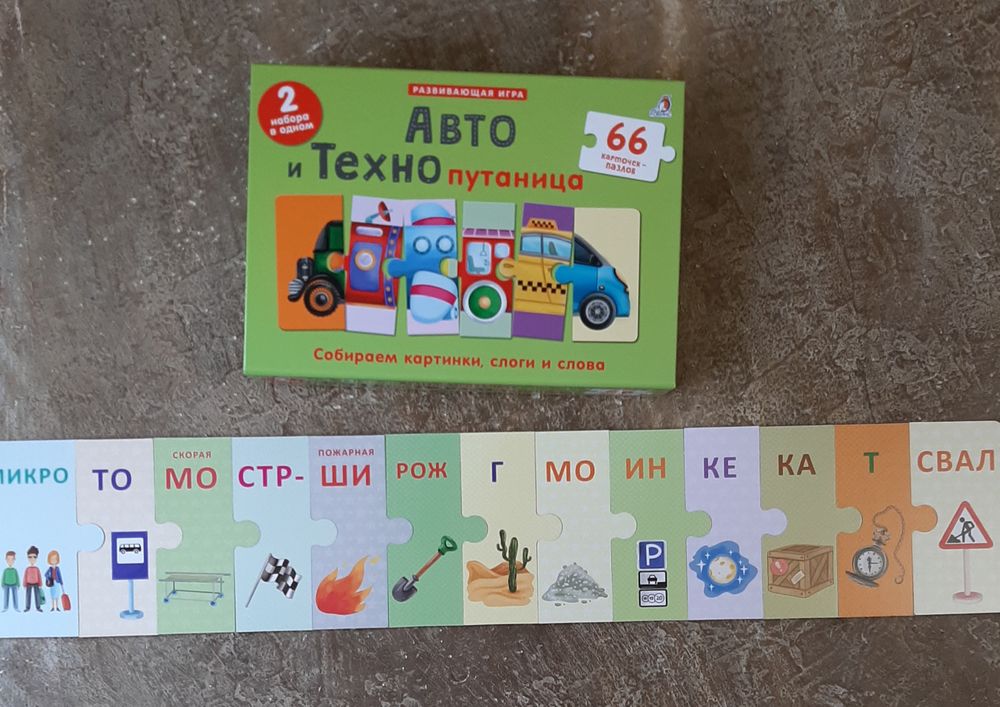 РАЗВИВАЮЩАЯ ИГРА
2
набора
в одном
АВТО
и ТЕХНО путаница
66
карточек-
пазлов
Собираем картинки, слоги и слова
МИКРО
ТО
СКОРАЯ
МО
СТР-
ПОЖАРНАЯ
ШИ
РОЖ
Г
МО
ИН
КЕ
КА
Т
СВАЛ
P